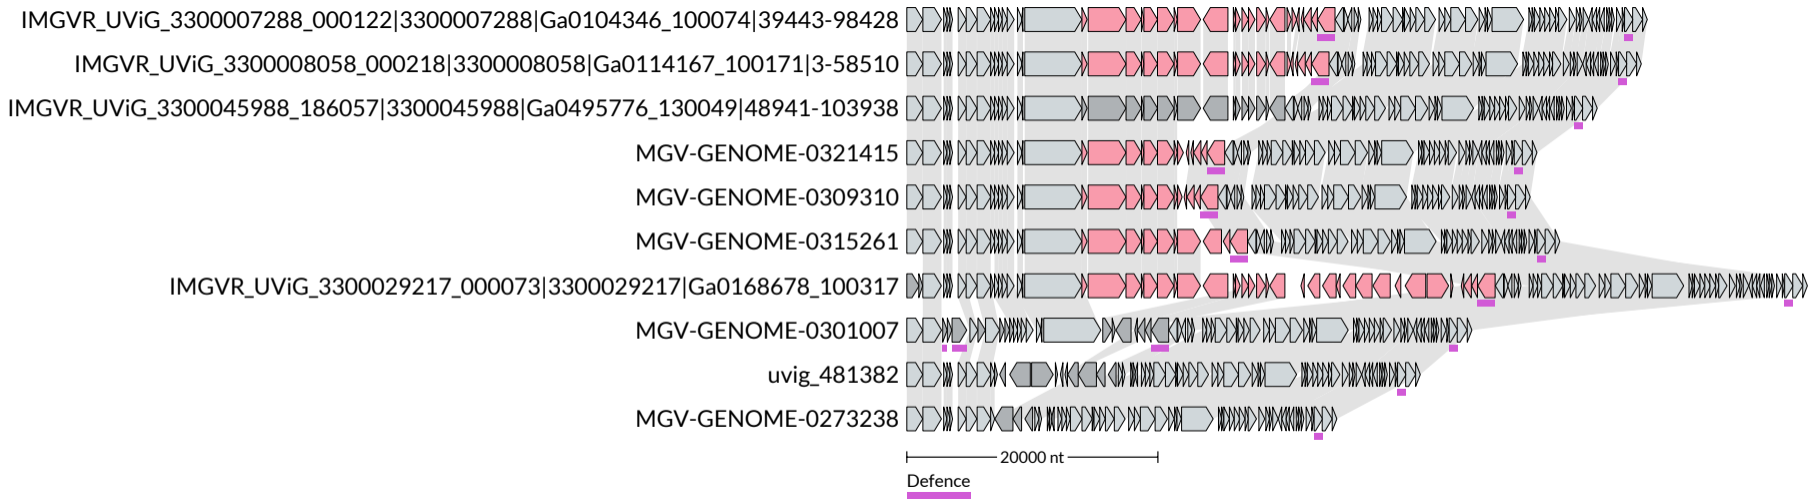 IMGVR_UViG_3300007288_000122|3300007288|Ga0104346_100074|39443-98428
IMGVR_UViG_3300008058_000218|3300008058|Ga0114167_100171|3-58510
IMGVR_UViG_3300045988_186057|3300045988|Ga0495776_130049|48941-103938
MGV-GENOME-0321415
MGV-GENOME-0309310
MGV-GENOME-0315261
IMGVR_UViG_3300029217_000073|3300029217|Ga0168678_100317
MGV-GENOME-0301007
uvig_481382
MGV-GENOME-0273238
20000 nt
Defence